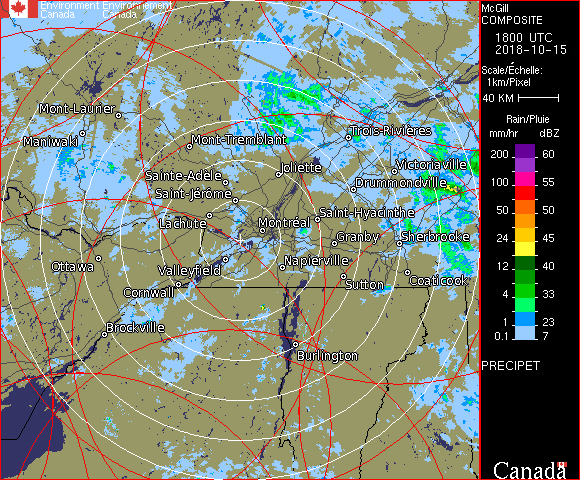 Environment Environnement
Canada Canada
McGill
COMPOSITE
1800 UTC
2018-10-15
Scale/Échelle:
1km/Pixel
40 KM
Rain/Pluie
mm/hr dBZ
200 60
100 55
50 50
24 45
12 40
4 33
1 23
0.1 7
PRECIPET
Canada
Mont-Laurier
Maniwaki
Mont-Tremblant
Trois-Rivières
Sainte-Adèle
Joliette
Victoriaville
Saint-Jérôme
Drummondville
Lachute
Montréal
Saint-Hyacinthe
Granby
Sherbrooke
Ottawa
Valleyfield
Napierville
Cornwall
Sutton
Coaticook
Brockville
Burlington